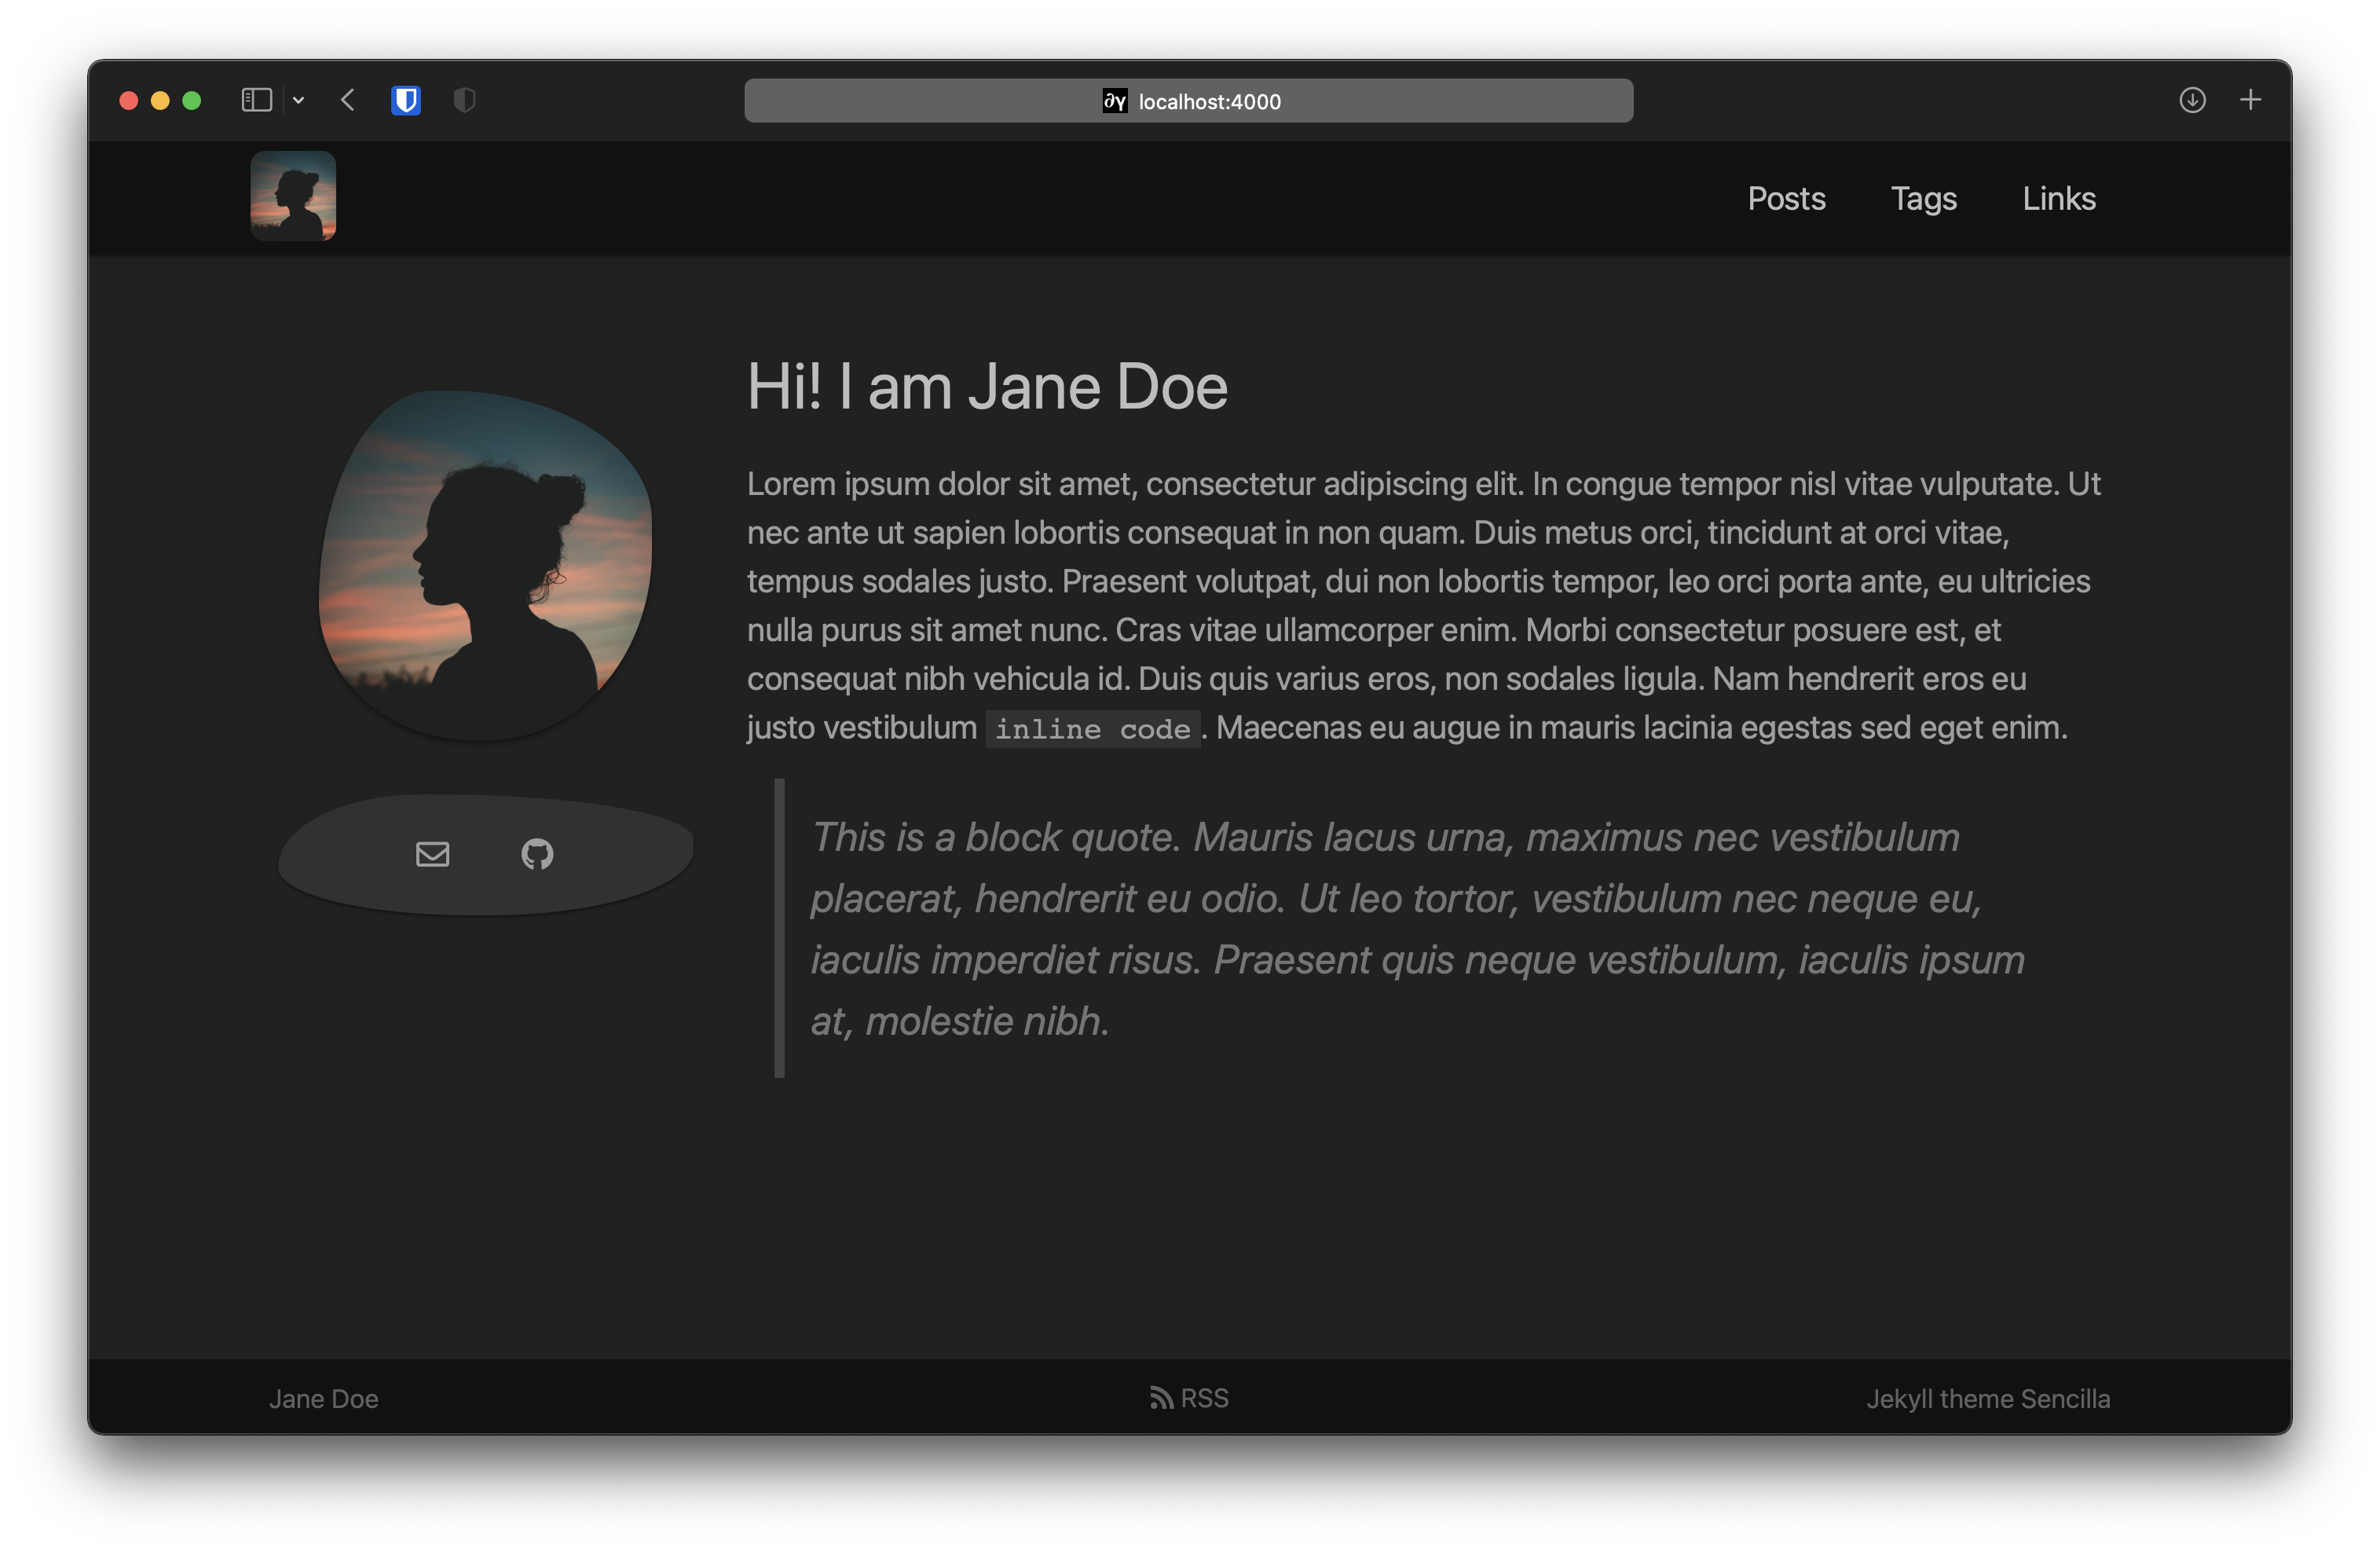 ∂γ localhost:4000
Posts Tags Links
Hi! I am Jane Doe
Lorem ipsum dolor sit amet, consectetur adipiscing elit. In congue tempor nisl vitae vulputate. Ut
nec ante ut sapien lobortis consequat in non quam. Duis metus orci, tincidunt at orci vitae,
tempus sodales justo. Praesent volutpat, dui non lobortis tempor, leo orci porta ante, eu ultricies
nulla purus sit amet nunc. Cras vitae ullamcorper enim. Morbi consectetur posuere est, et
consequat nibh vehicula id. Duis quis varius eros, non sodales ligula. Nam hendrerit eros eu
justo vestibulum inline code. Maecenas eu augue in mauris lacinia egestas sed eget enim.
This is a block quote. Mauris lacus urna, maximus nec vestibulum
placerat, hendrerit eu odio. Ut leo tortor, vestibulum nec neque eu,
iaculis imperdiet risus. Praesent quis neque vestibulum, iaculis ipsum
at, molestie nibh.
Jane Doe
RSS
Jekyll theme Sencilla